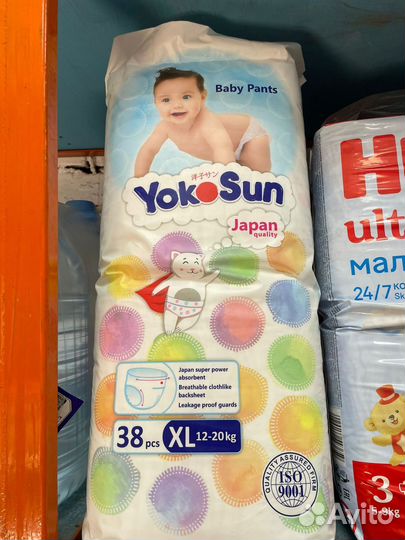 Baby Pants
洋子サン
YokoSun
Japan
quality
Japan super power
absorbent
Breathable clothlike
backsheet
Leakage proof guards
38 pcs XL 12-20kg
QUALITY ASSURED FIRM
ISO
9001
ult
мал
24/7
3
Avito